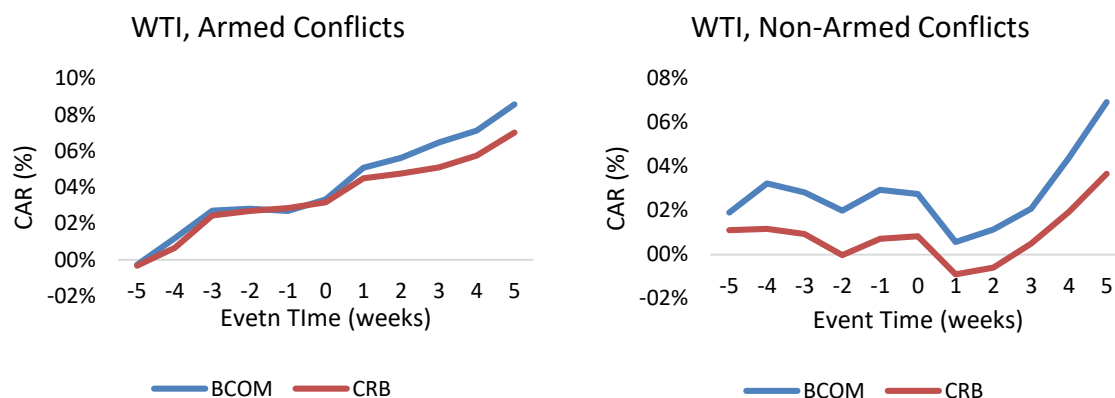 WTI, Armed Conflicts
10%
08%
06%
04%
02%
00%
-02%
CAR (%)
-5 -4 -3 -2 -1 0 1 2 3 4 5
Evetn TIme (weeks)
BCOM CRB
WTI, Non-Armed Conflicts
08%
06%
04%
02%
00%
-02%
CAR (%)
-5 -4 -3 -2 -1 0 1 2 3 4 5
Event Time (weeks)
BCOM CRB